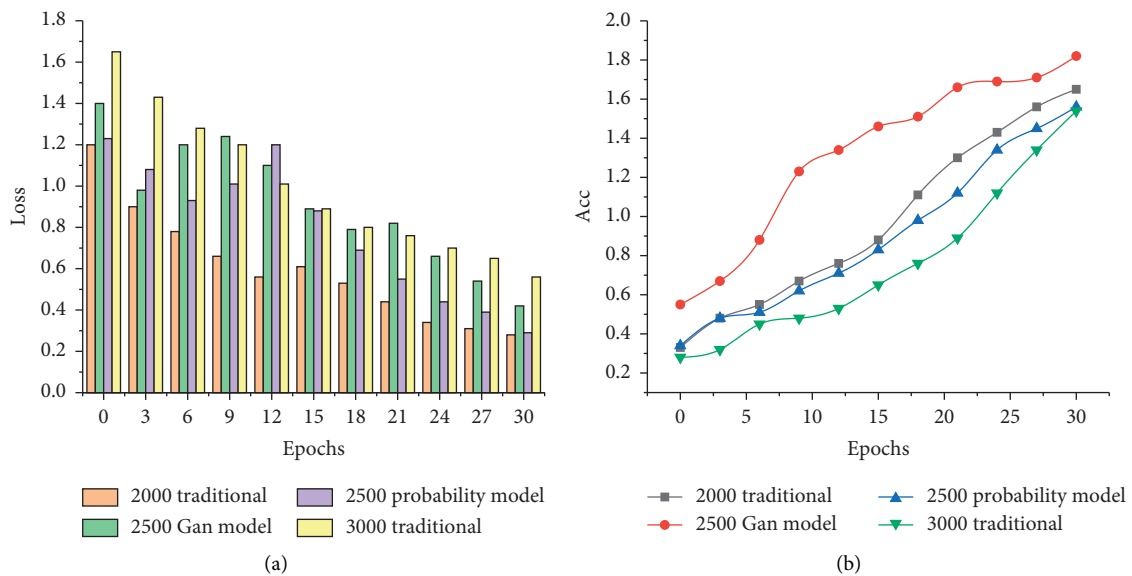 1.8
1.6
1.4
1.2
1.0
0.8
0.6
0.4
0.2
0.0
Loss
0 3 6 9 12 15 18 21 24 27 30
Epochs
2000 traditional
2500 Gan model
2500 probability model
3000 traditional
(a)
2.0
1.8
1.6
1.4
1.2
1.0
0.8
0.6
0.4
0.2
Acc
0 5 10 15 20 25 30
Epochs
2000 traditional
2500 Gan model
2500 probability model
3000 traditional
(b)